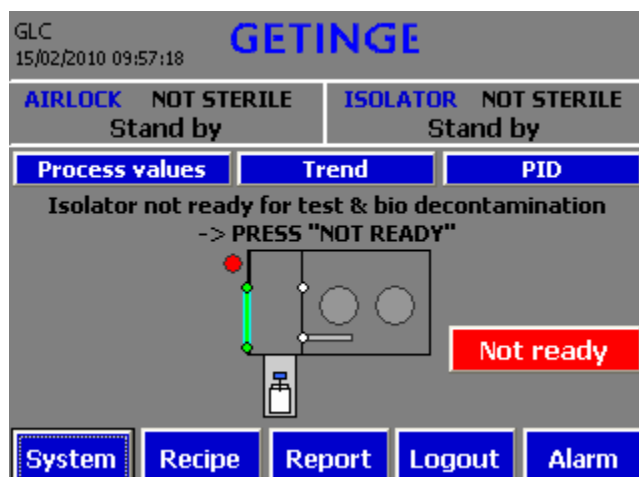 GLC
15/02/2010 09:57:18
GETINGE
AIRLOCK NOT STERILE
Stand by
ISOLATOR NOT STERILE
Stand by
Process values
Trend
PID
Isolator not ready for test & bio decontamination
-> PRESS "NOT READY"
Not ready
System
Recipe
Report
Logout
Alarm